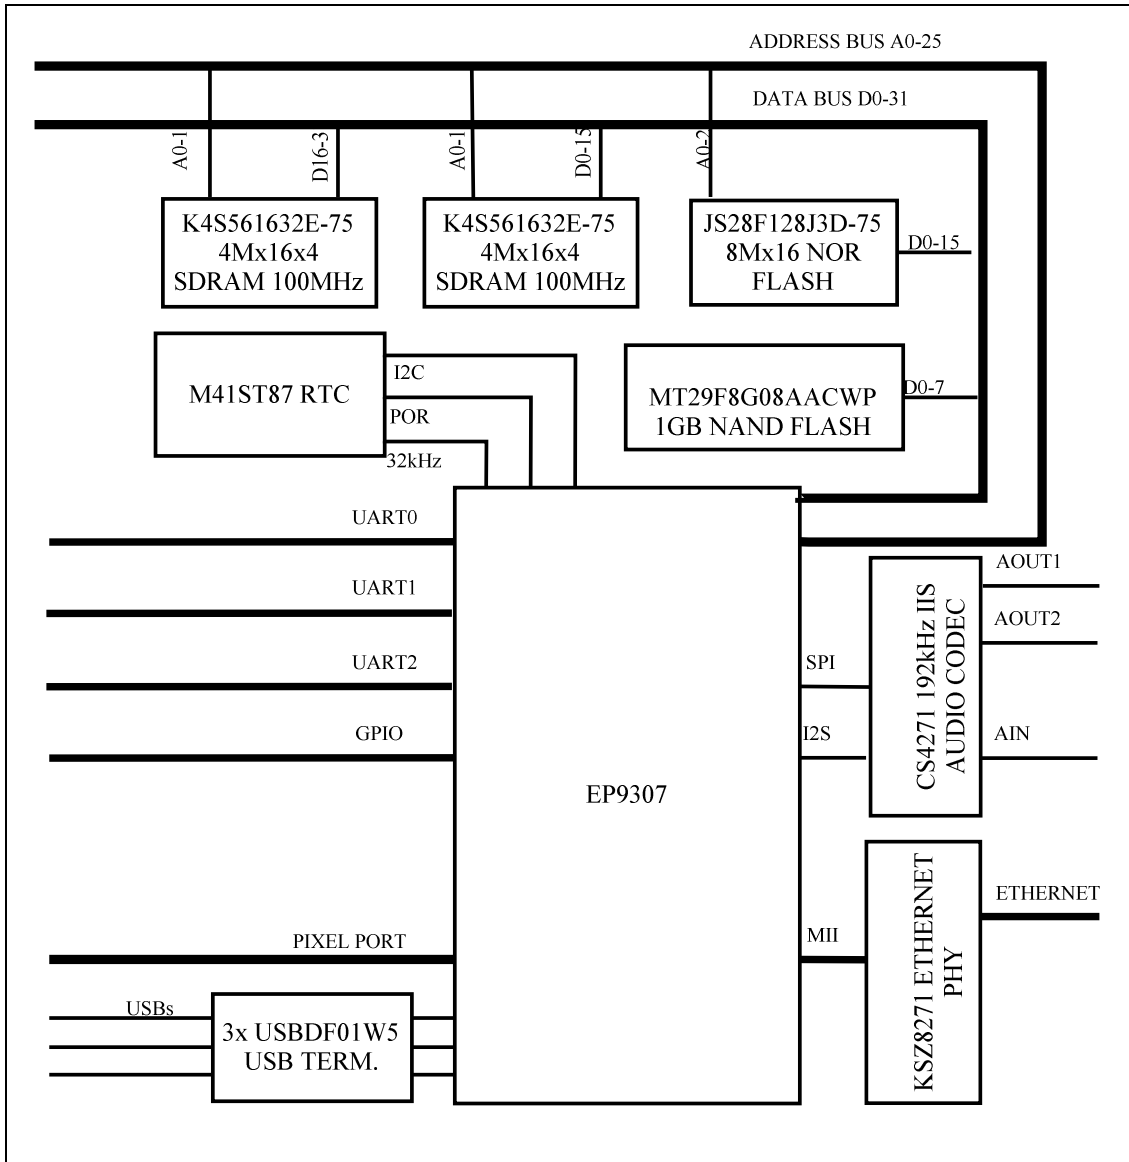 ADDRESS BUS A0-25
DATA BUS D0-31
A0-1
D16-3
A0-1
D0-15
A0-2
K4S561632E-75
4Mx16x4
SDRAM 100MHz
K4S561632E-75
4Mx16x4
SDRAM 100MHz
JS28F128J3D-75
8Mx16 NOR
FLASH
D0-15
M41ST87 RTC
I2C
POR
32kHz
MT29F8G08AACWP
1GB NAND FLASH
D0-7
UART0
UART1
UART2
GPIO
EP9307
SPI
I2S
CS4271 192kHz IIS
AUDIO CODEC
AOUT1
AOUT2
AIN
PIXEL PORT
USBs
3x USBDF01W5
USB TERM.
MII
KSZ8271 ETHERNET
PHY
ETHERNET